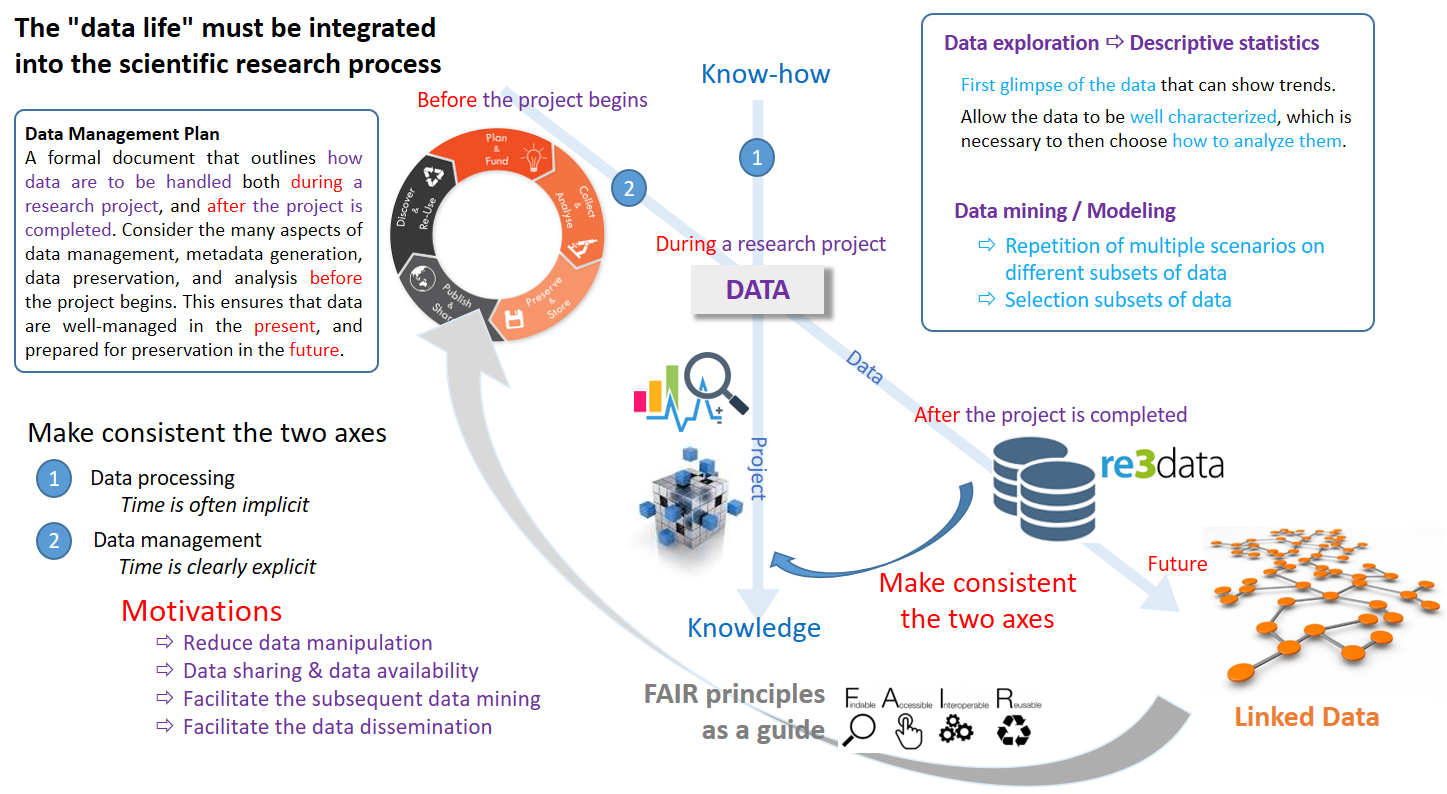 The "data life" must be integrated
into the scientific research process
Data Management Plan
A formal document that outlines how
data are to be handled both during a
research project, and after the project is
completed. Consider the many aspects of
data management, metadata generation,
data preservation, and analysis before
the project begins. This ensures that data
are well-managed in the present, and
prepared for preservation in the future.
Before the project begins
Plan
&
Fund
Collect
&
Analyse
Preserve
&
Store
Publish
&
Shar
Discover
&
Re-Use
Know-how
1
2
During a research project
DATA
Data
Project
Data exploration ⇨ Descriptive statistics
First glimpse of the data that can show trends.
Allow the data to be well characterized, which is
necessary to then choose how to analyze them.
Data mining / Modeling
⇨ Repetition of multiple scenarios on
different subsets of data
⇨ Selection subsets of data
After the project is completed
re3data
Future
Make consistent
the two axes
Knowledge
Linked Data
Make consistent the two axes
1 Data processing
Time is often implicit
2 Data management
Time is clearly explicit
Motivations
⇨ Reduce data manipulation
⇨ Data sharing & data availability
⇨ Facilitate the subsequent data mining
⇨ Facilitate the data dissemination
FAIR principles
as a guide
Findable Accessible Interoperable Reusable